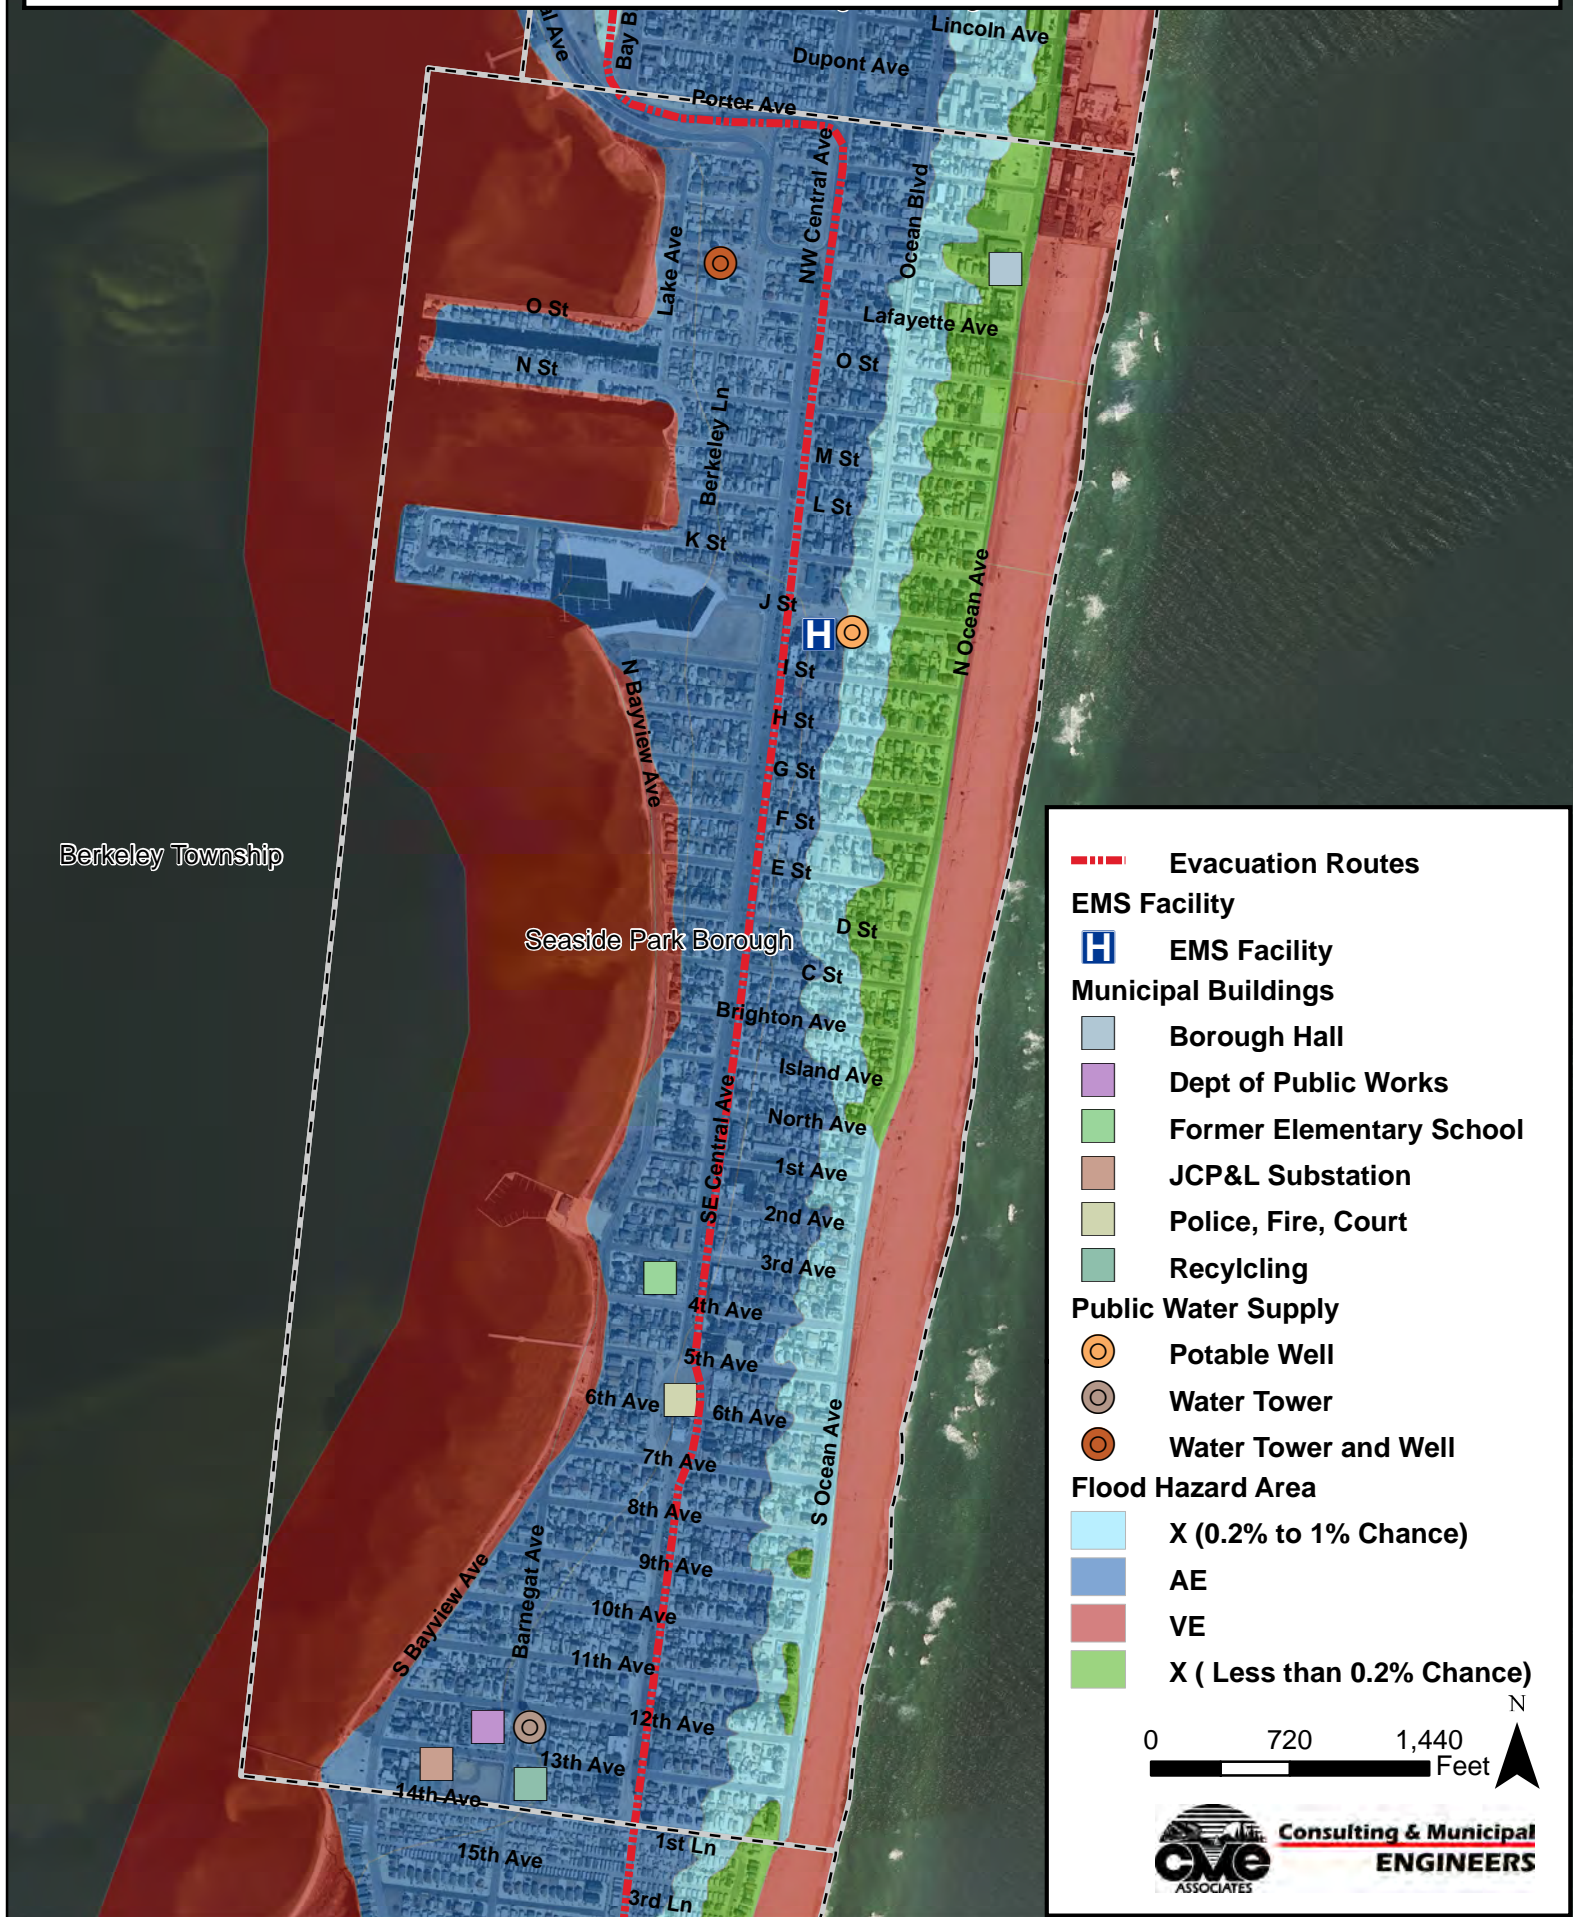 Lincoln Ave
Bay B
al Ave
Dupont Ave
Porter Ave
NW Central Ave
Ocean Blvd
Lake Ave
O St
Lafayette Ave
N St
O St
Berkeley Ln
M St
L St
K St
N Ocean Ave
J St
H
I St
N Bayview Ave
H St
G St
F St
Berkeley Township
E St
D St
Seaside Park Borough
C St
Brighton Ave
Island Ave
SE Central Ave
North Ave
1st Ave
2nd Ave
3rd Ave
4th Ave
5th Ave
6th Ave
6th Ave
S Ocean Ave
7th Ave
8th Ave
9th Ave
Barnegat Ave
S Bayview Ave
10th Ave
11th Ave
12th Ave
13th Ave
14th Ave
1st Ln
15th Ave
3rd Ln
Evacuation Routes
EMS Facility
H EMS Facility
Municipal Buildings
Borough Hall
Dept of Public Works
Former Elementary School
JCP&L Substation
Police, Fire, Court
Recylcling
Public Water Supply
Potable Well
Water Tower
Water Tower and Well
Flood Hazard Area
X (0.2% to 1% Chance)
AE
VE
X ( Less than 0.2% Chance)
N
0 720 1,440
Feet
CME
ASSOCIATES
Consulting & Municipal
ENGINEERS